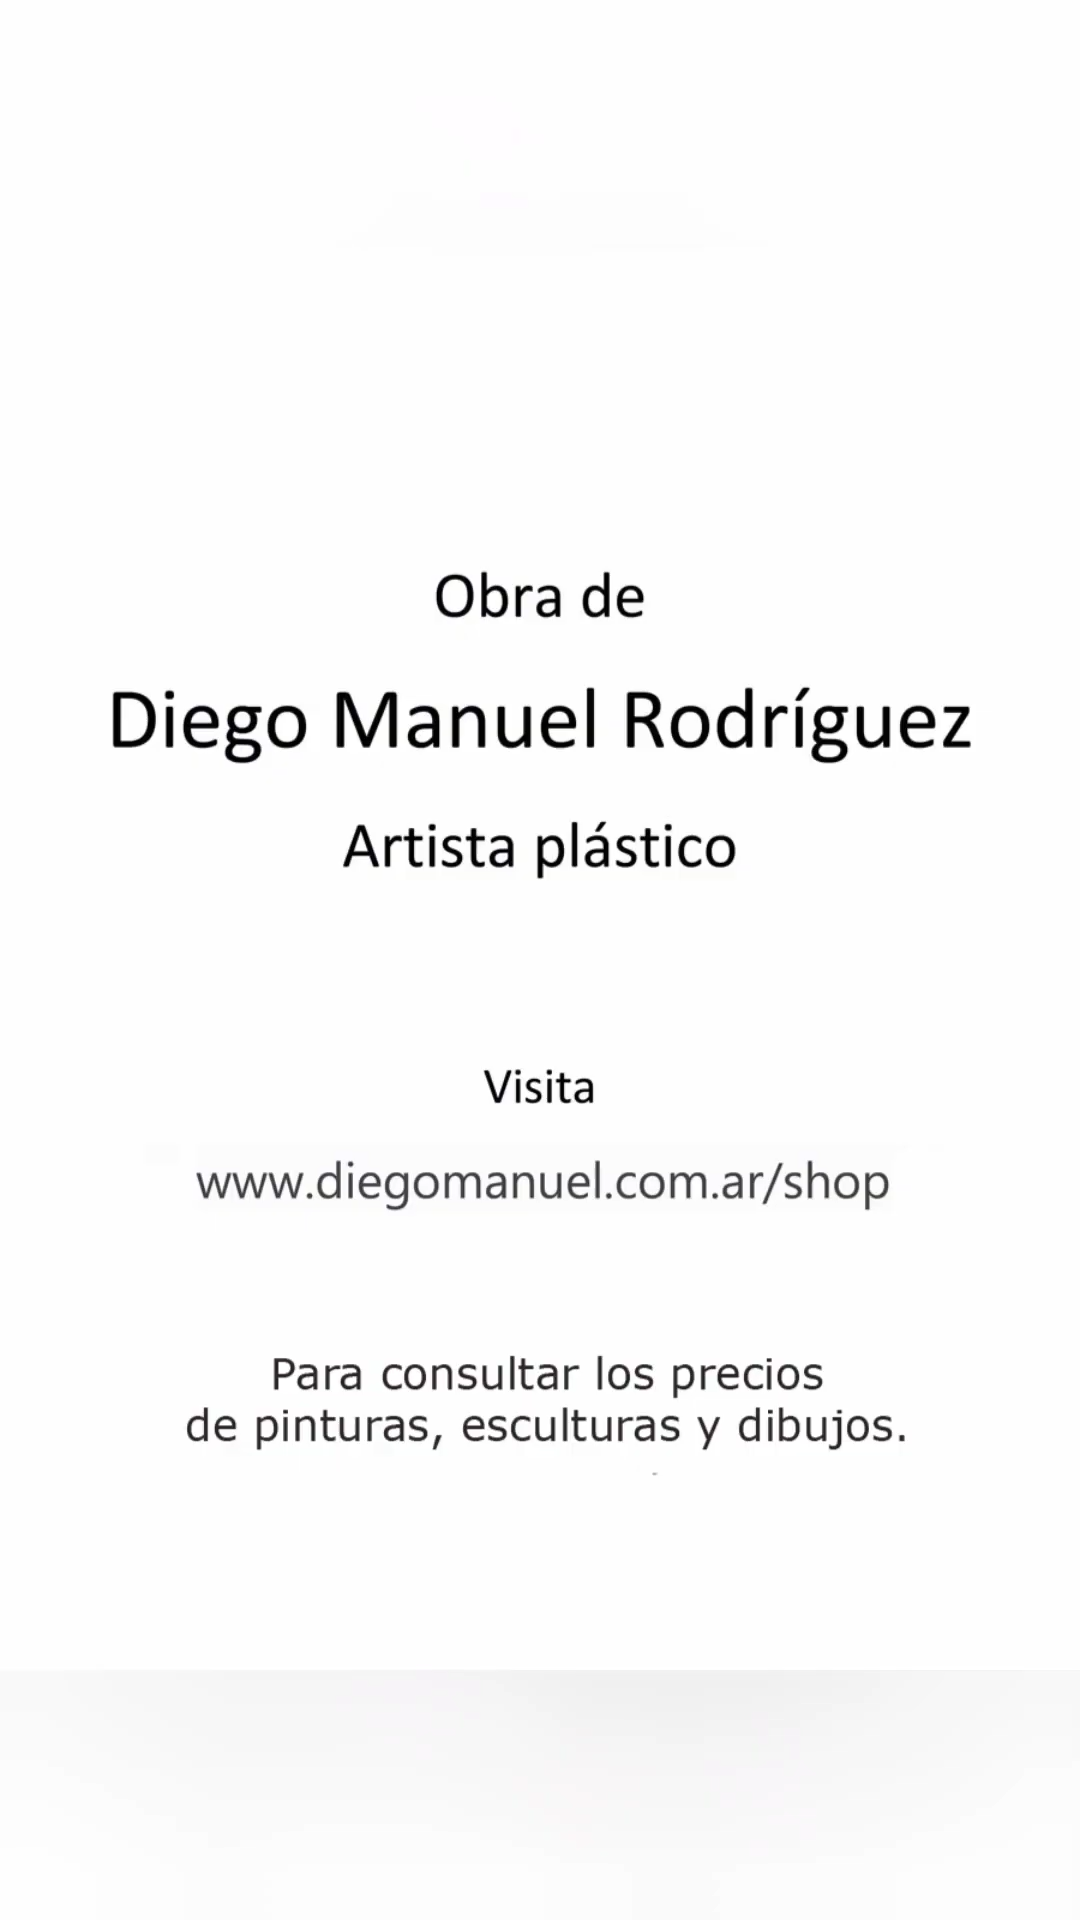 Obra de
Diego Manuel Rodríguez
Artista plástico
Visita
www.diegomanuel.com.ar/shop
Para consultar los precios
de pinturas, esculturas y dibujos.